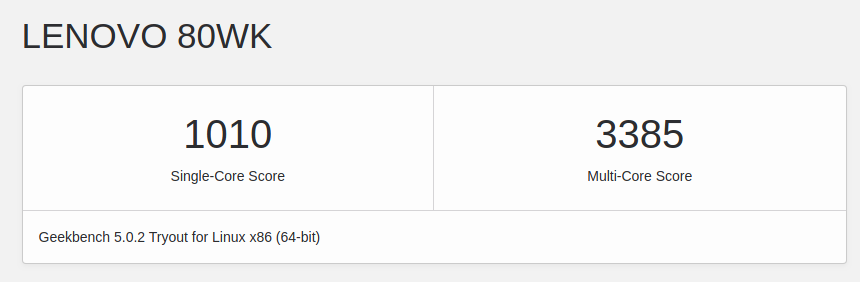 LENOVO 80WK
1010
Single-Core Score
3385
Multi-Core Score
Geekbench 5.0.2 Tryout for Linux x86 (64-bit)